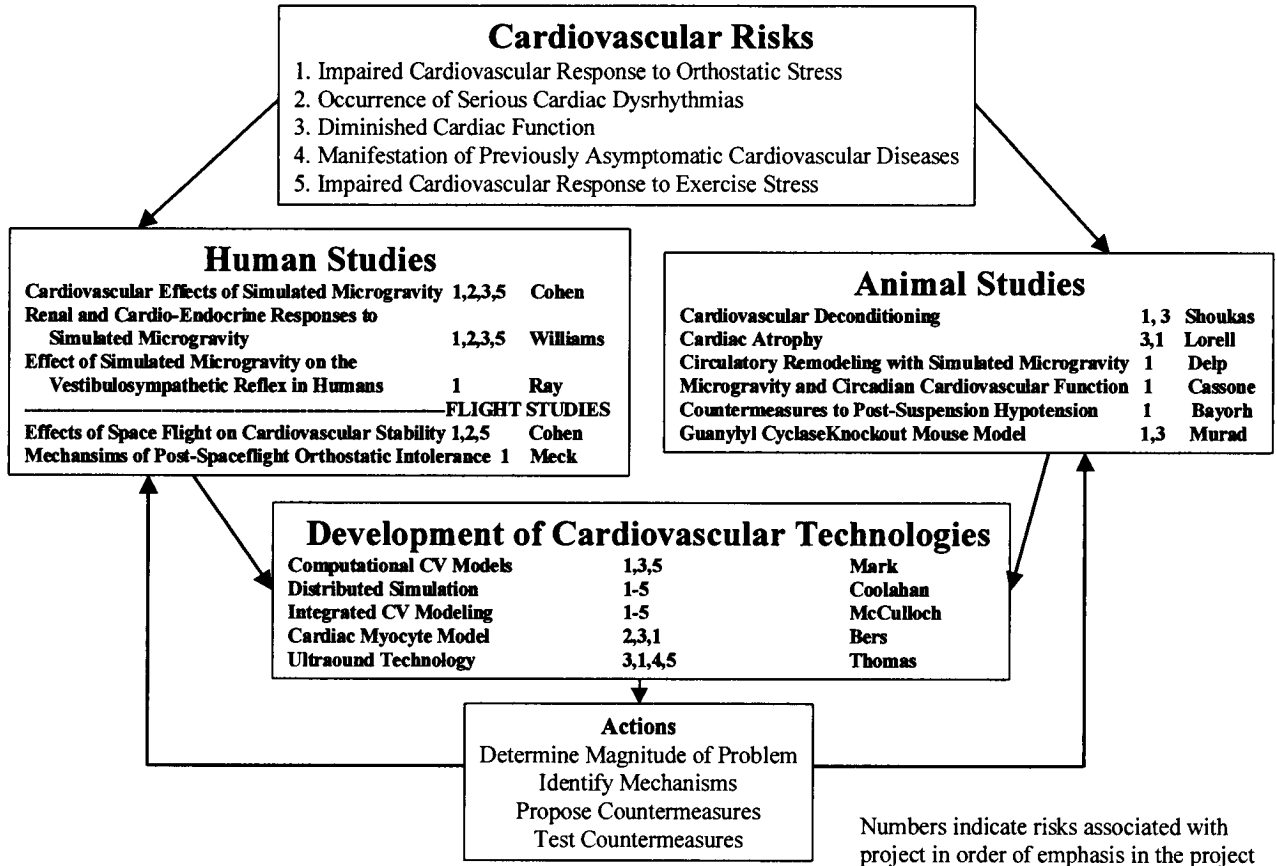 Cardiovascular Risks
1. Impaired Cardiovascular Response to Orthostatic Stress
2. Occurrence of Serious Cardiac Dysrhythmias
3. Diminished Cardiac Function
4. Manifestation of Previously Asymptomatic Cardiovascular Diseases
5. Impaired Cardiovascular Response to Exercise Stress
Human Studies
Cardiovascular Effects of Simulated Microgravity 1,2,3,5 Cohen
Renal and Cardio-Endocrine Responses to
Simulated Microgravity 1,2,3,5 Williams
Effect of Simulated Microgravity on the
Vestibulosympathetic Reflex in Humans 1 Ray
FLIGHT STUDIES
Effects of Space Flight on Cardiovascular Stability 1,2,5 Cohen
Mechansims of Post-Spaceflight Orthostatic Intolerance 1 Meck
Animal Studies
Cardiovascular Deconditioning 1, 3 Shoukas
Cardiac Atrophy 3,1 Lorell
Circulatory Remodeling with Simulated Microgravity 1 Delp
Microgravity and Circadian Cardiovascular Function 1 Cassone
Countermeasures to Post-Suspension Hypotension 1 Bayorh
Guanylyl CyclaseKnockout Mouse Model 1,3 Murad
Development of Cardiovascular Technologies
Computational CV Models 1,3,5 Mark
Distributed Simulation 1-5 Coolahan
Integrated CV Modeling 1-5 McCulloch
Cardiac Myocyte Model 2,3,1 Bers
Ultraound Technology 3,1,4,5 Thomas
Actions
Determine Magnitude of Problem
Identify Mechanisms
Propose Countermeasures
Test Countermeasures
Numbers indicate risks associated with
project in order of emphasis in the project